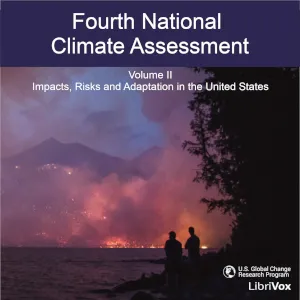 Fourth National
Climate Assessment
Volume II
Impacts, Risks and Adaptation in the United States
U.S. Global Change
Research Program
LibriVox